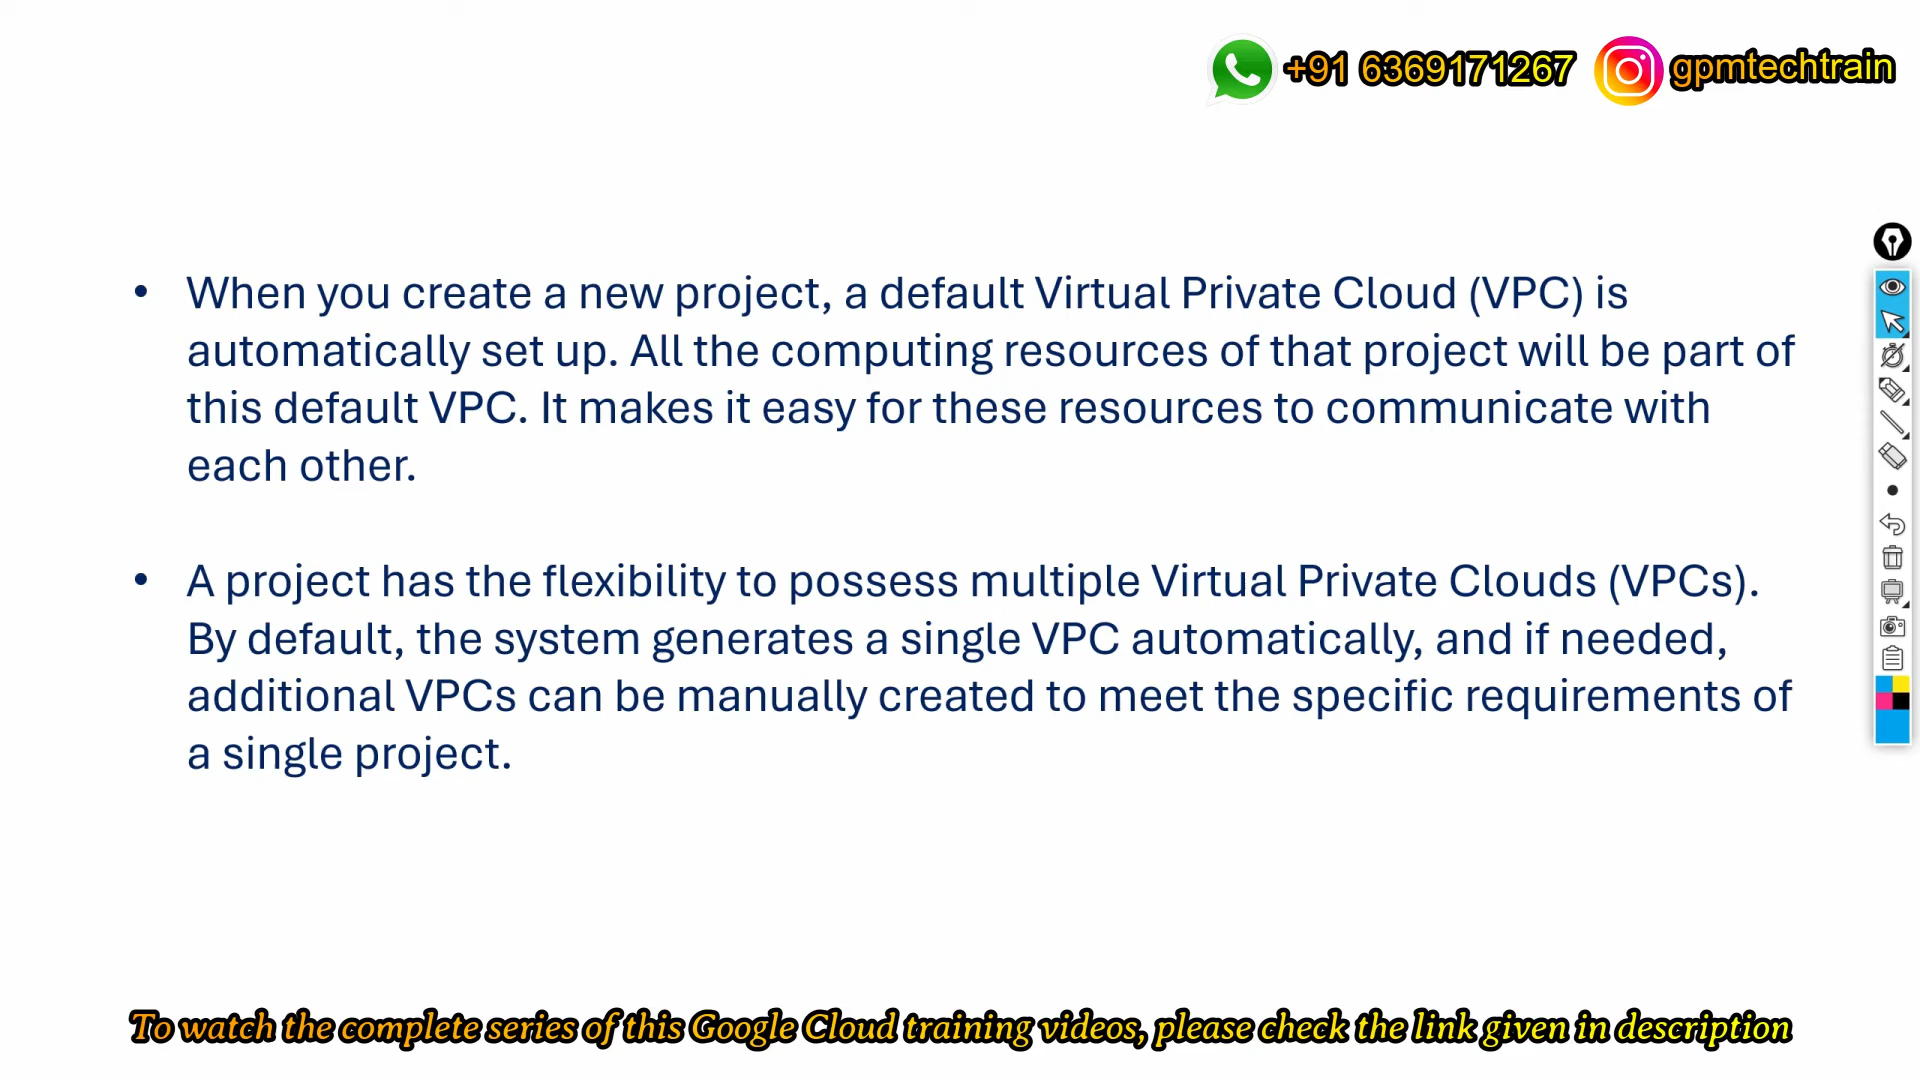 +91 6369171267 gpmtechtrain
• When you create a new project, a default Virtual Private Cloud (VPC) is
automatically set up. All the computing resources of that project will be part of
this default VPC. It makes it easy for these resources to communicate with
each other.
• A project has the flexibility to possess multiple Virtual Private Clouds (VPCs).
By default, the system generates a single VPC automatically, and if needed,
additional VPCs can be manually created to meet the specific requirements of
a single project.
To watch the complete series of this Google Cloud training videos, please check the link given in description